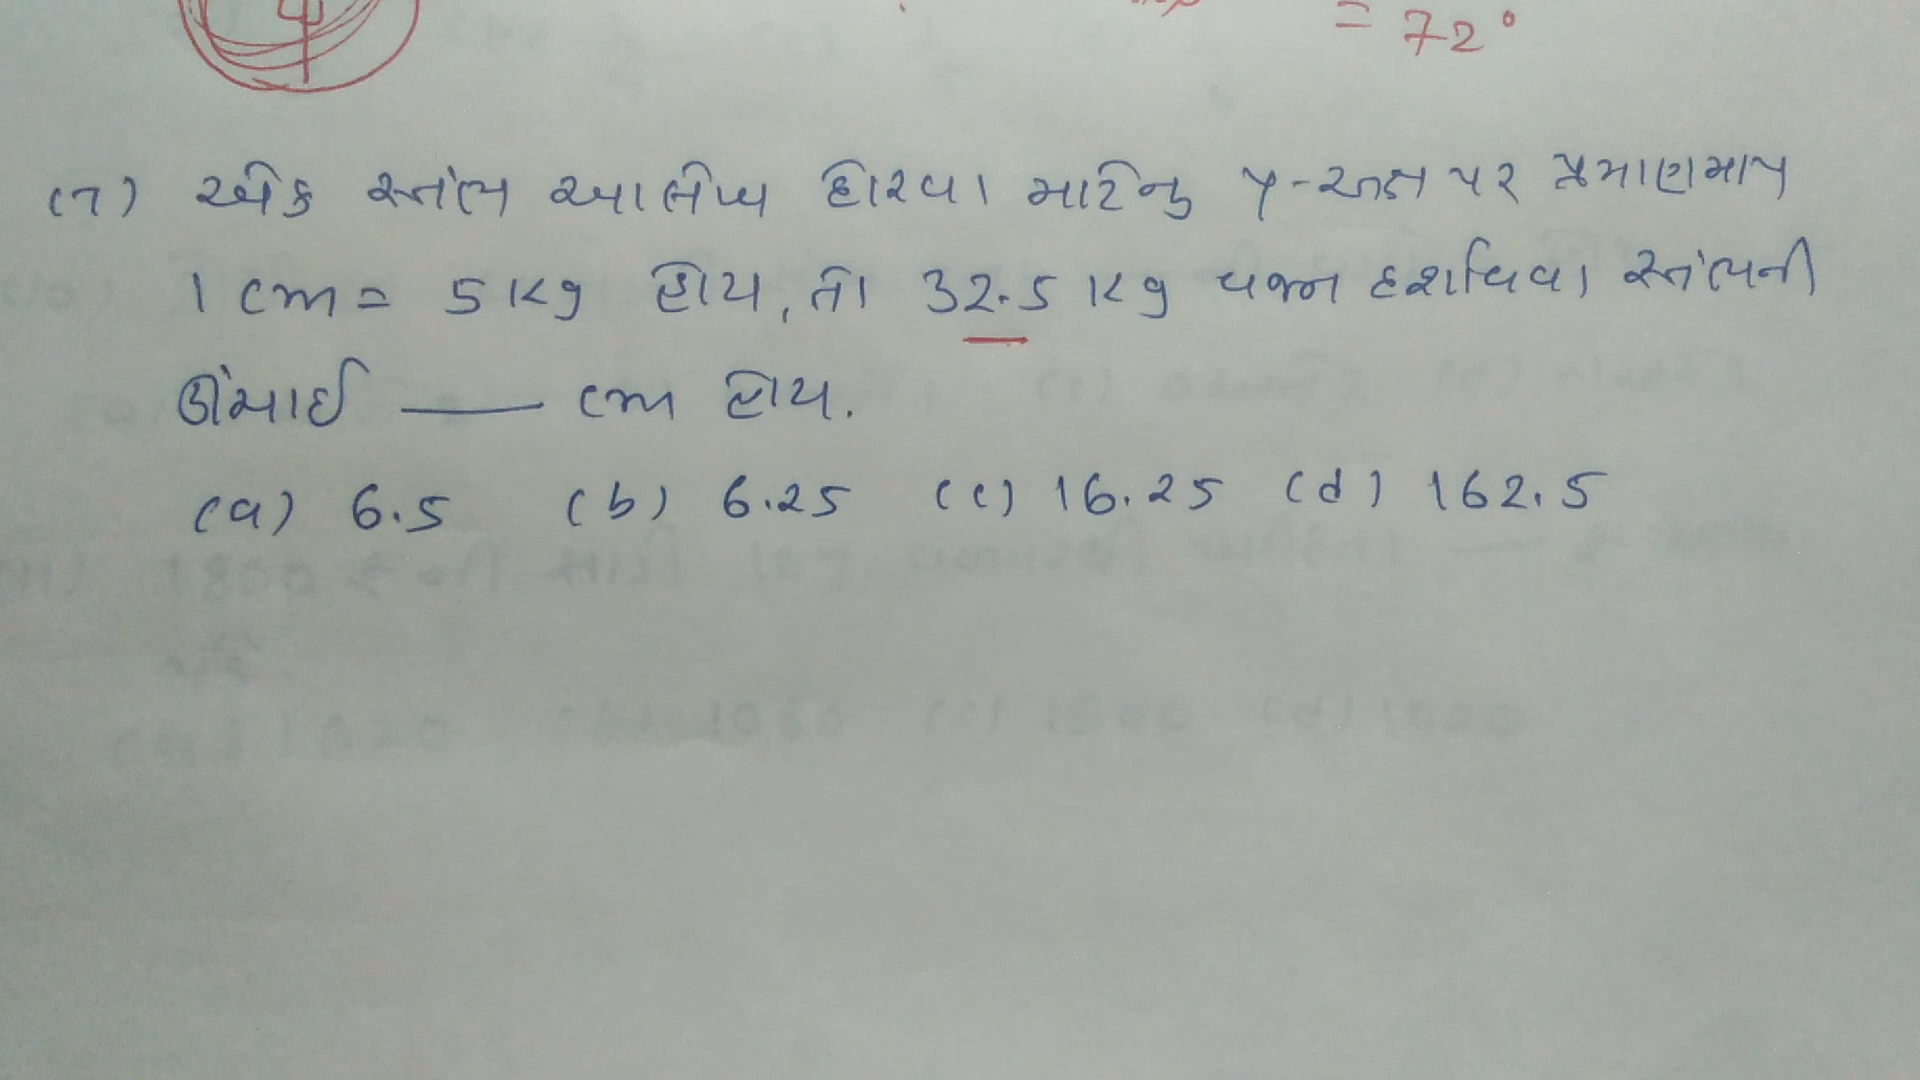 = 72°
(7) એક સ્તંભ આલેખ દોરવા માટેનુ y-અક્ષ પર પ્રમાણમાપ
1 cm = 5 kg હોય, તો 32.5 kg વજન દર્શાવવા સ્તંભની
ઊંચાઈ —— cm હોય.
(a) 6.5 (b) 6.25 (c) 16.25 (d) 162.5